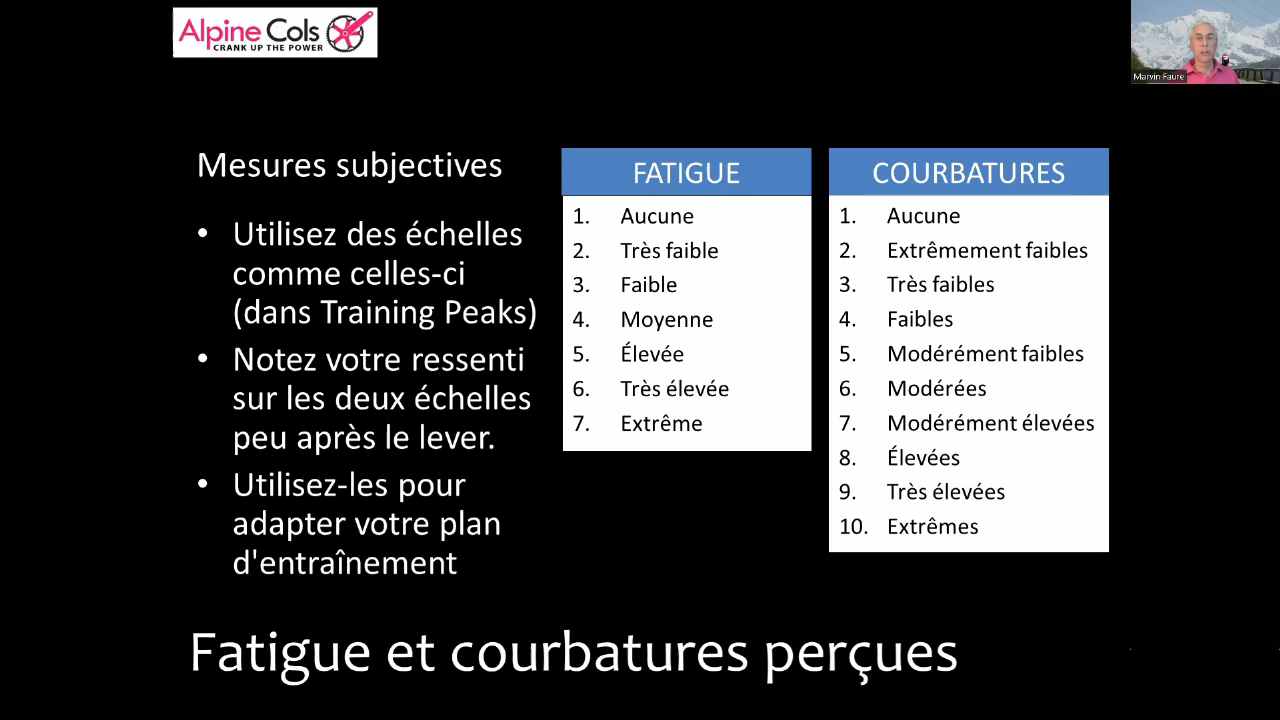 Alpine Cols
CRANK UP THE POWER
Marvin Faure
Mesures subjectives
• Utilisez des échelles
comme celles-ci
(dans Training Peaks)
• Notez votre ressenti
sur les deux échelles
peu après le lever.
• Utilisez-les pour
adapter votre plan
d'entraînement
FATIGUE
1. Aucune
2. Très faible
3. Faible
4. Moyenne
5. Élevée
6. Très élevée
7. Extrême
COURBATURES
1. Aucune
2. Extrêmement faibles
3. Très faibles
4. Faibles
5. Modérément faibles
6. Modérées
7. Modérément élevées
8. Élevées
9. Très élevées
10. Extrêmes
Fatigue et courbatures perçues